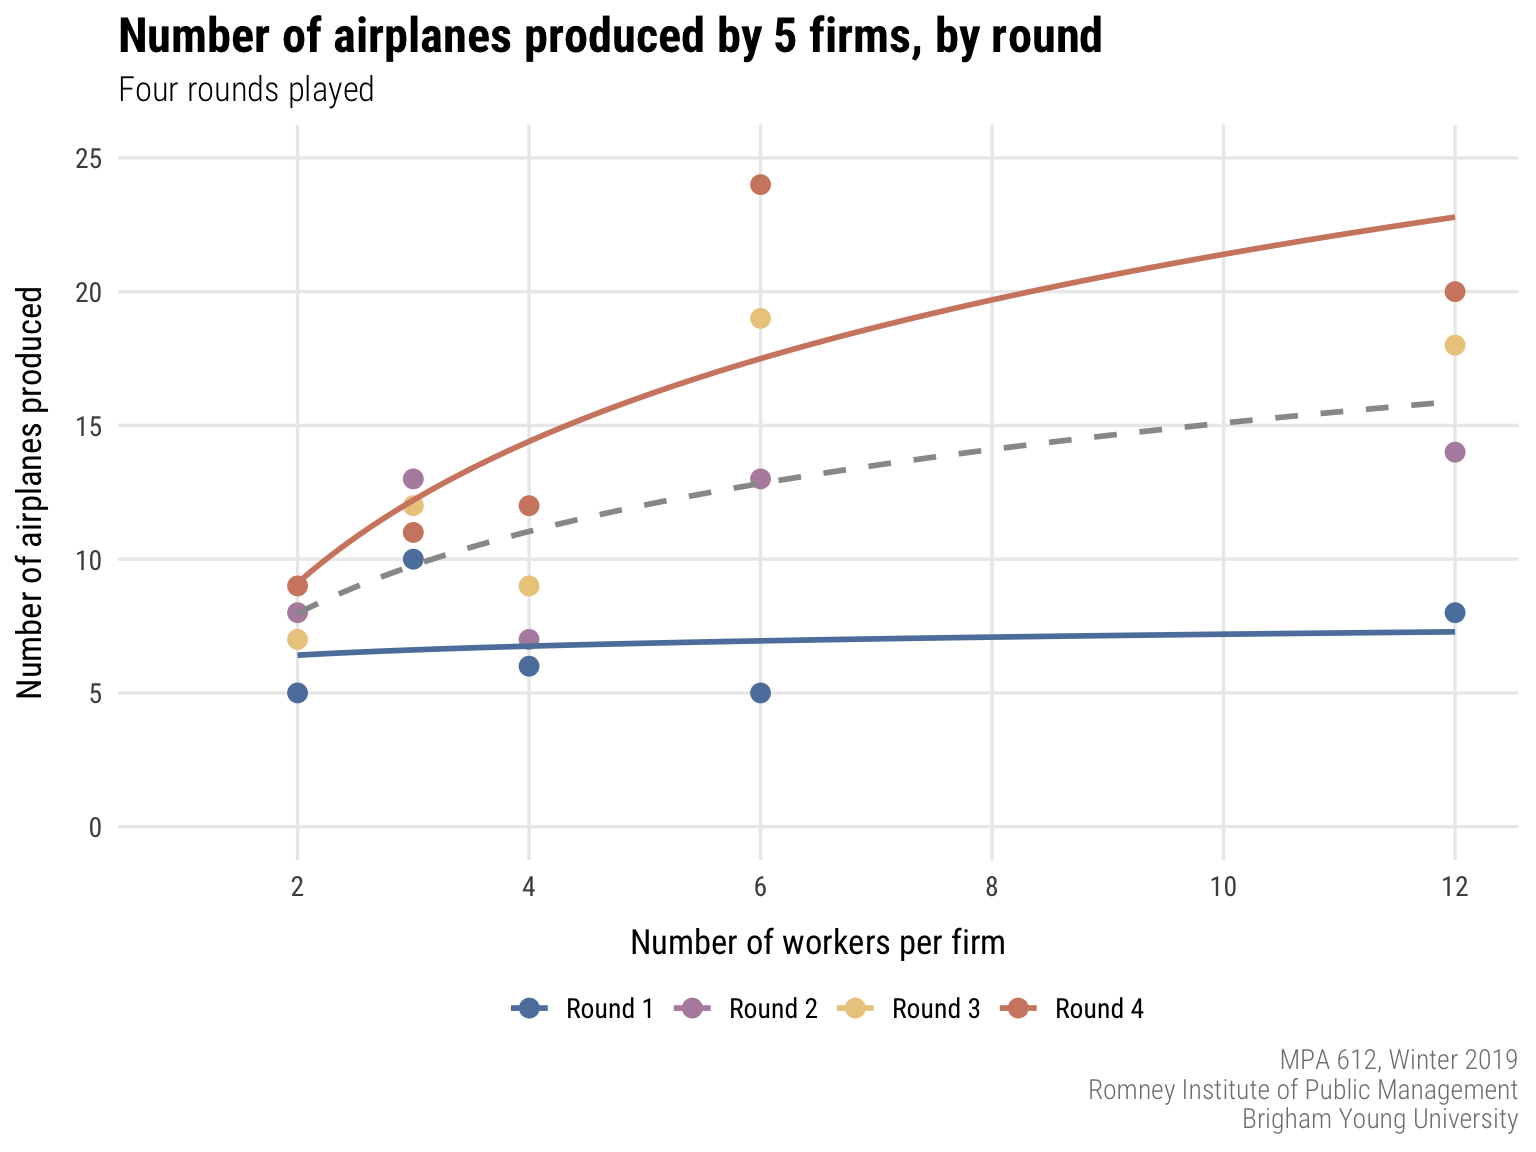 Number of airplanes produced by 5 firms, by round
Four rounds played
Number of airplanes produced
25
20
15
10
5
0
2 4 6 8 10 12
Number of workers per firm
Round 1 Round 2 Round 3 Round 4
MPA 612, Winter 2019
Romney Institute of Public Management
Brigham Young University